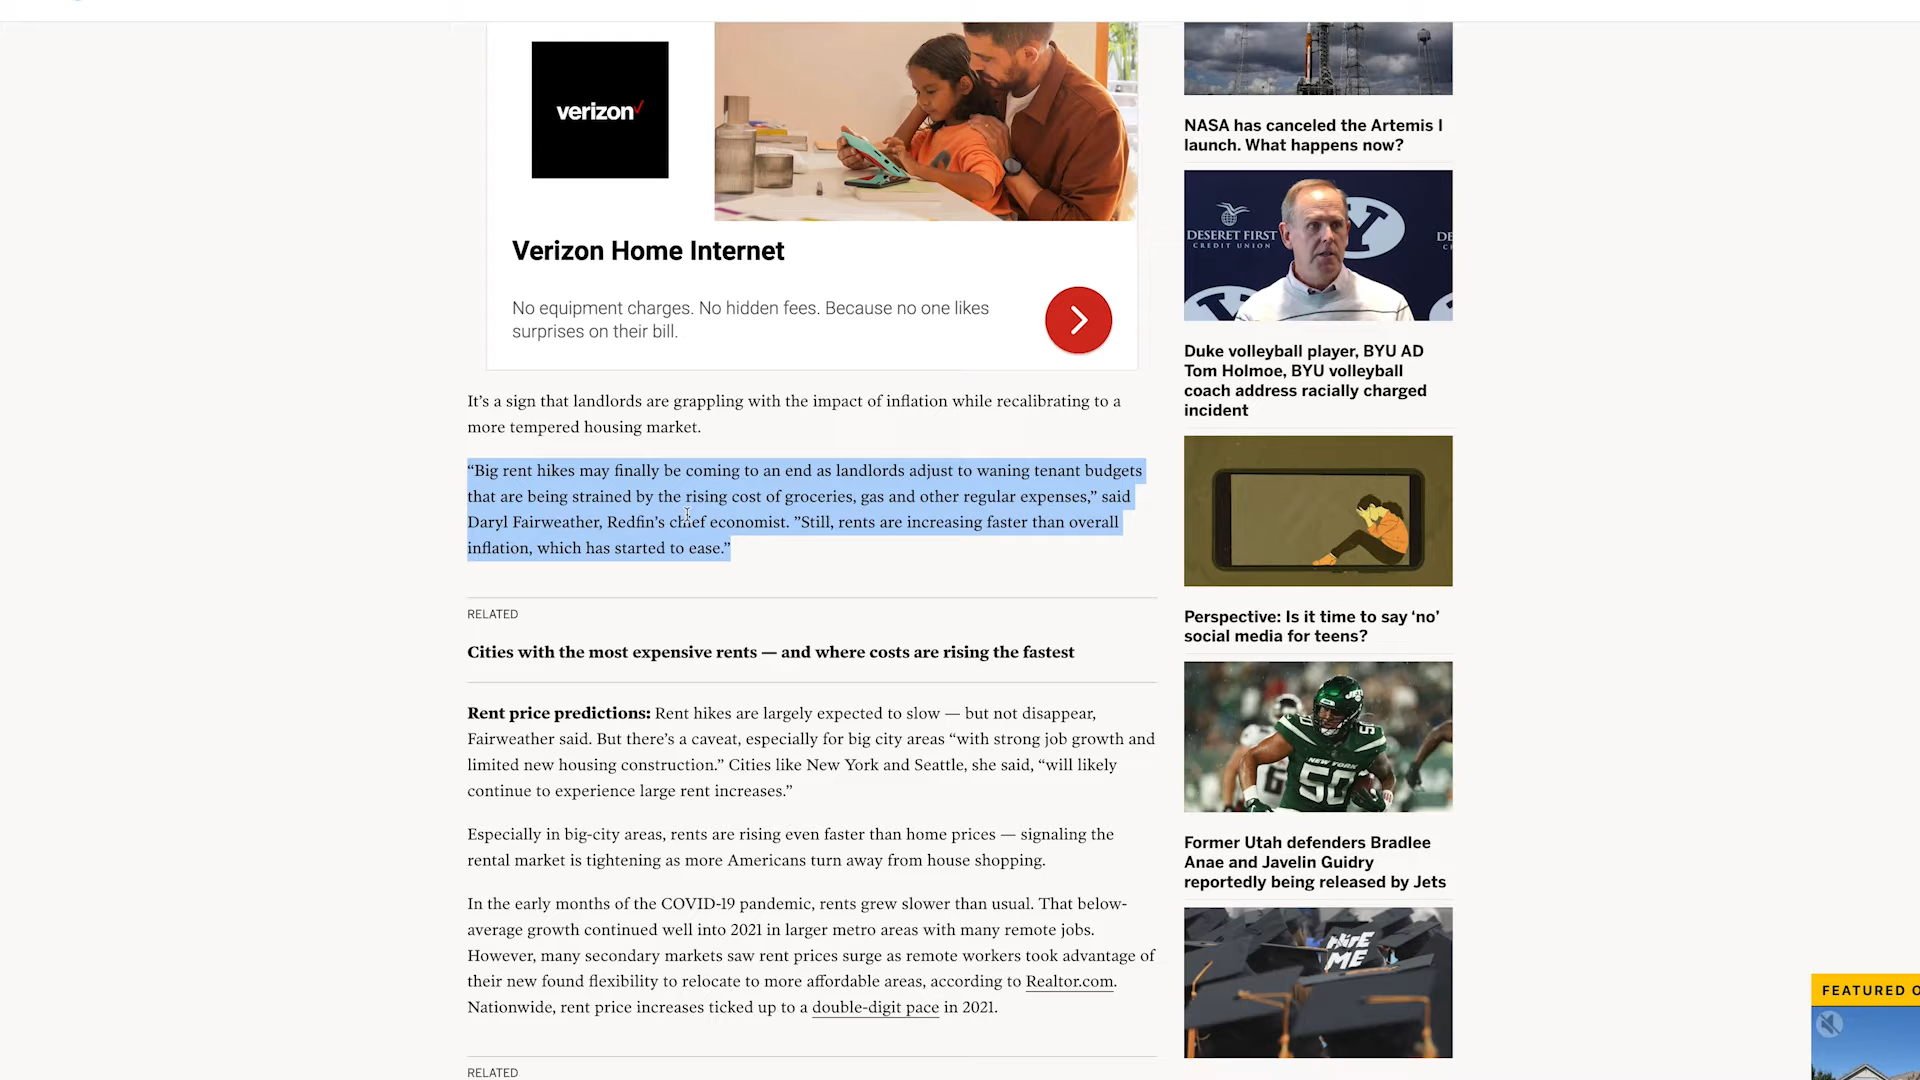 verizon
Verizon Home Internet
No equipment charges. No hidden fees. Because no one likes
surprises on their bill.
It’s a sign that landlords are grappling with the impact of inflation while recalibrating to a
more tempered housing market.
“Big rent hikes may finally be coming to an end as landlords adjust to waning tenant budgets
that are being strained by the rising cost of groceries, gas and other regular expenses,” said
Daryl Fairweather, Redfin’s chief economist. ”Still, rents are increasing faster than overall
inflation, which has started to ease.”
RELATED
Cities with the most expensive rents — and where costs are rising the fastest
Rent price predictions: Rent hikes are largely expected to slow — but not disappear,
Fairweather said. But there’s a caveat, especially for big city areas “with strong job growth and
limited new housing construction.” Cities like New York and Seattle, she said, “will likely
continue to experience large rent increases.”
Especially in big-city areas, rents are rising even faster than home prices — signaling the
rental market is tightening as more Americans turn away from house shopping.
In the early months of the COVID-19 pandemic, rents grew slower than usual. That below-
average growth continued well into 2021 in larger metro areas with many remote jobs.
However, many secondary markets saw rent prices surge as remote workers took advantage of
their new found flexibility to relocate to more affordable areas, according to Realtor.com.
Nationwide, rent price increases ticked up to a double-digit pace in 2021.
RELATED
NASA has canceled the Artemis I
launch. What happens now?
DESERET FIRST
CREDIT UNION
Y
DE
Duke volleyball player, BYU AD
Tom Holmoe, BYU volleyball
coach address racially charged
incident
Perspective: Is it time to say ‘no’
social media for teens?
JETS
NEW YORK
50
Former Utah defenders Bradlee
Anae and Javelin Guidry
reportedly being released by Jets
HIRE
ME
FEATURED